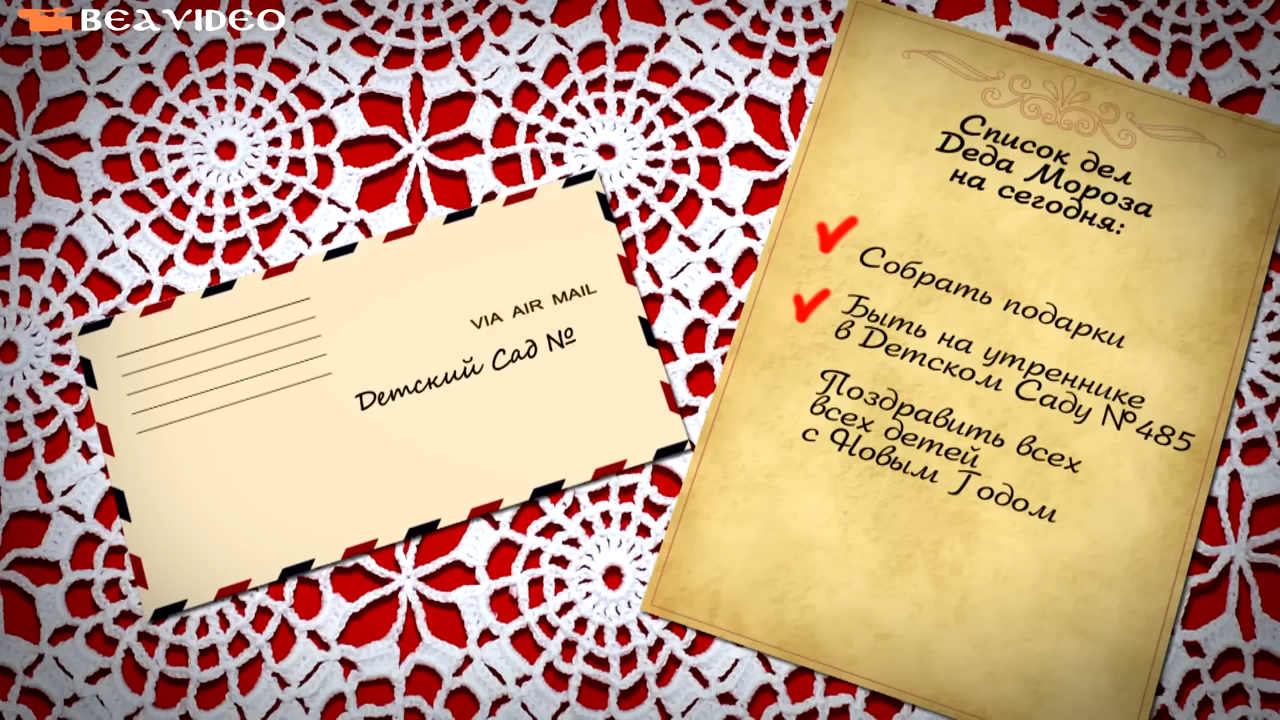 BEAVIDEO
VIA AIR MAIL
Детский Сад №
Список дел
Деда Мороза
на сегодня:
Собрать подарки
Быть на утреннике
в Детском Саду №485
Поздравить всех
всех детей
с Новым Годом